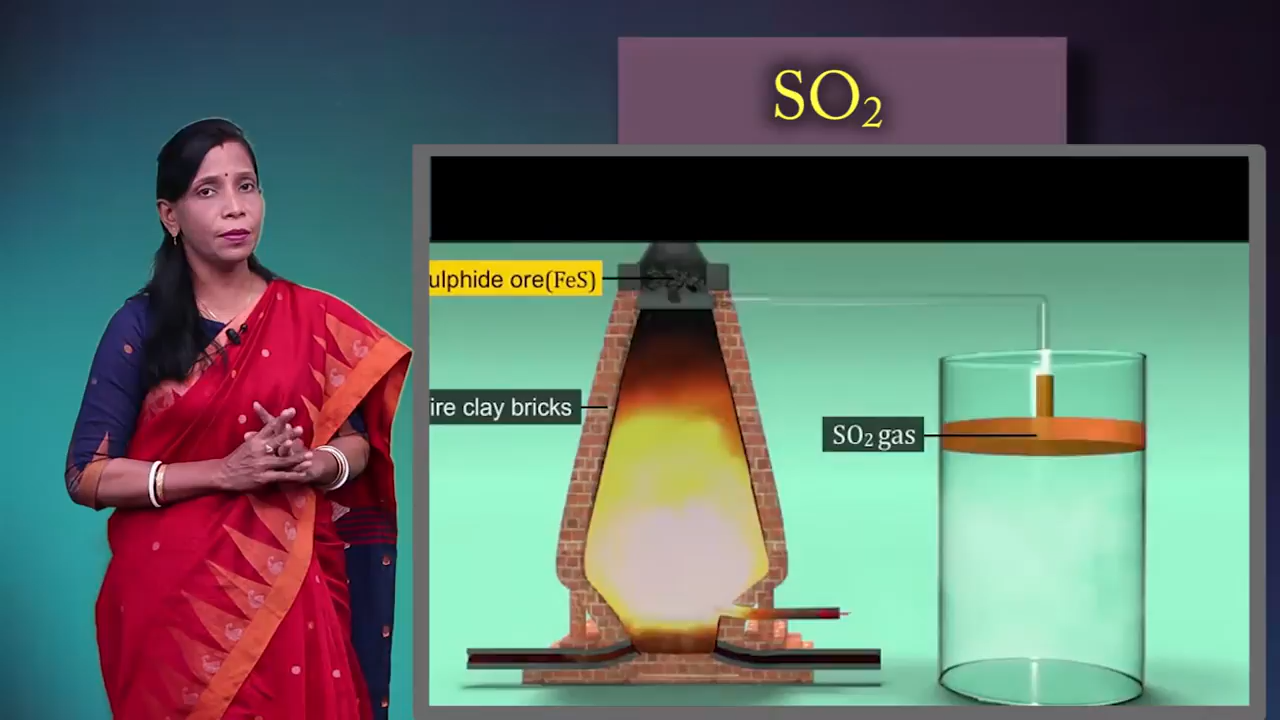 SO₂
ulphide ore(FeS)
ire clay bricks
SO₂ gas